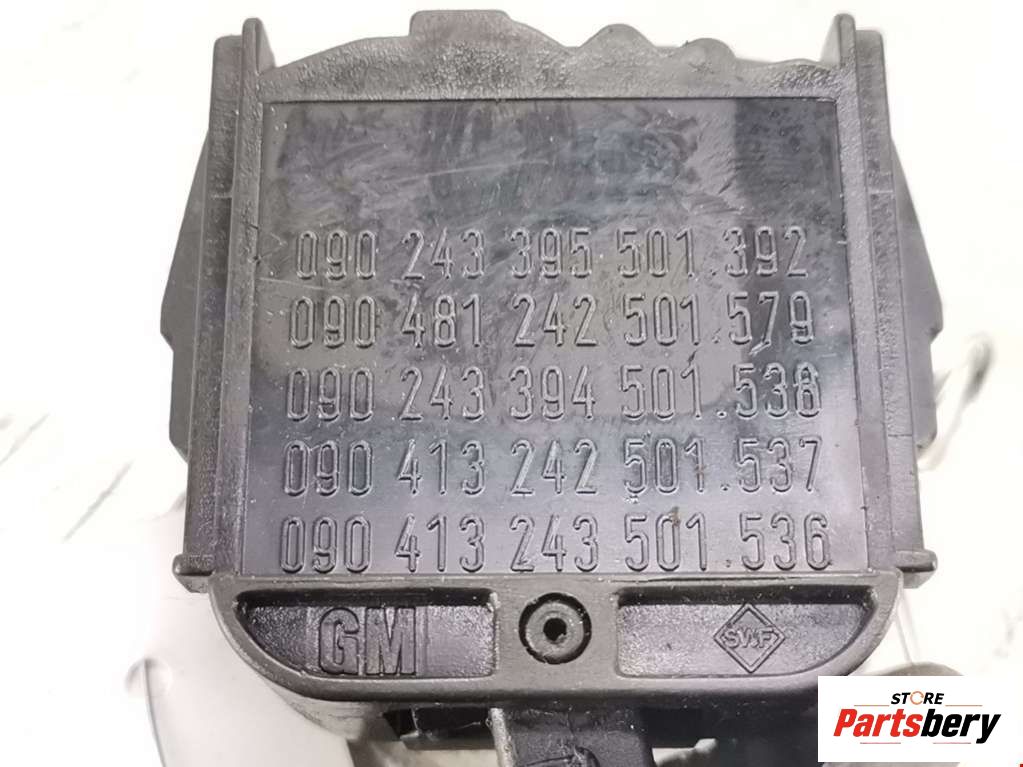 090 243 395 501.392
090 481 242 501.579
090 243 394 501.538
090 413 242 501.537
090 413 243 501.536
GM
SWF
STORE
Partsbery